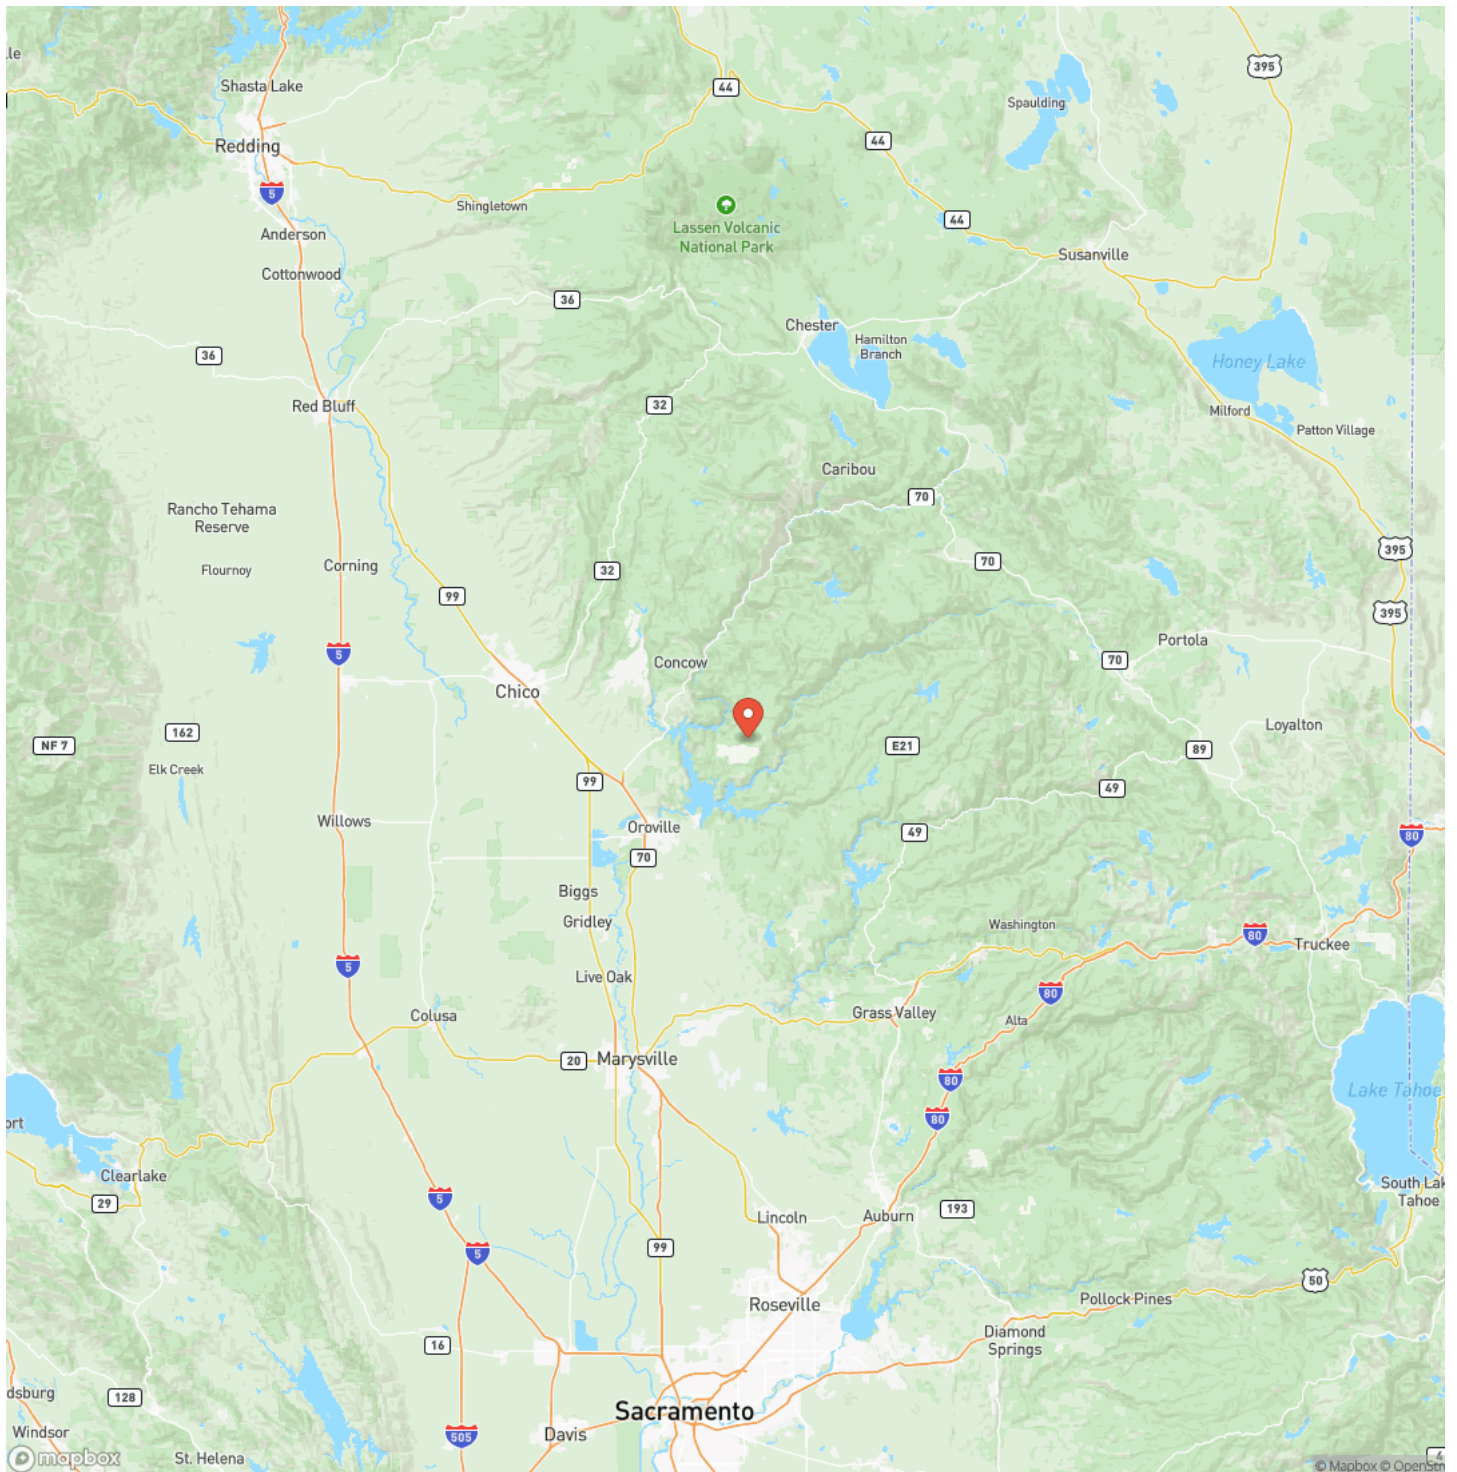 le
395
Shasta Lake
44
Spaulding
Redding
44
5
Shingletown
Lassen Volcanic
National Park
44
Anderson
Susanville
Cottonwood
36
Chester
Hamilton
Branch
36
Honey Lake
32
Red Bluff
Milford
Patton Village
Caribou
70
Rancho Tehama
Reserve
395
Corning
Flournoy
32
70
99
395
5
Portola
Concow
70
Chico
Loyalton
162
NF 7
E21
89
Elk Creek
99
49
Willows
Oroville
49
80
70
Biggs
Gridley
Washington
80
Truckee
5
Live Oak
80
Colusa
Grass Valley
Alta
20
Marysville
80
Lake Tahoe
80
ort
Clearlake
South Lak
Tahoe
5
29
193
Lincoln
Auburn
99
5
50
Pollock Pines
Roseville
Diamond
Springs
16
dsburg
128
Sacramento
Windsor
505
Davis
St. Helena
mapbox
4
© Mapbox © OpenStr